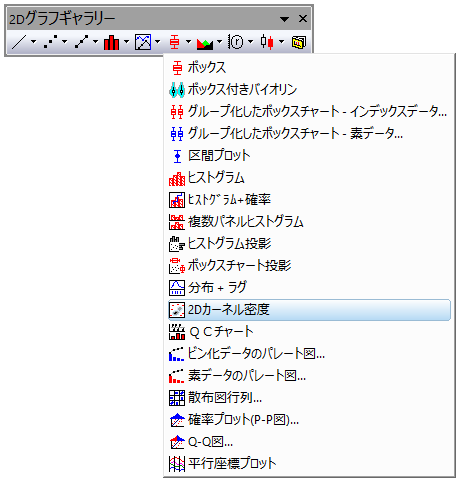 2Dグラフギャラリー
ボックス
ボックス付きバイオリン
グループ化したボックスチャート - インデックスデータ...
グループ化したボックスチャート - 素データ...
区間プロット
ヒストグラム
ﾋｽﾄｸﾞﾗﾑ+確率
複数パネルヒストグラム
ヒストグラム投影
ボックスチャート投影
分布 + ラグ
2Dカーネル密度
ＱＣチャート
ビン化データのパレート図...
素データのパレート図...
散布図行列...
確率プロット(P-P図)...
Q-Q図...
平行座標プロット